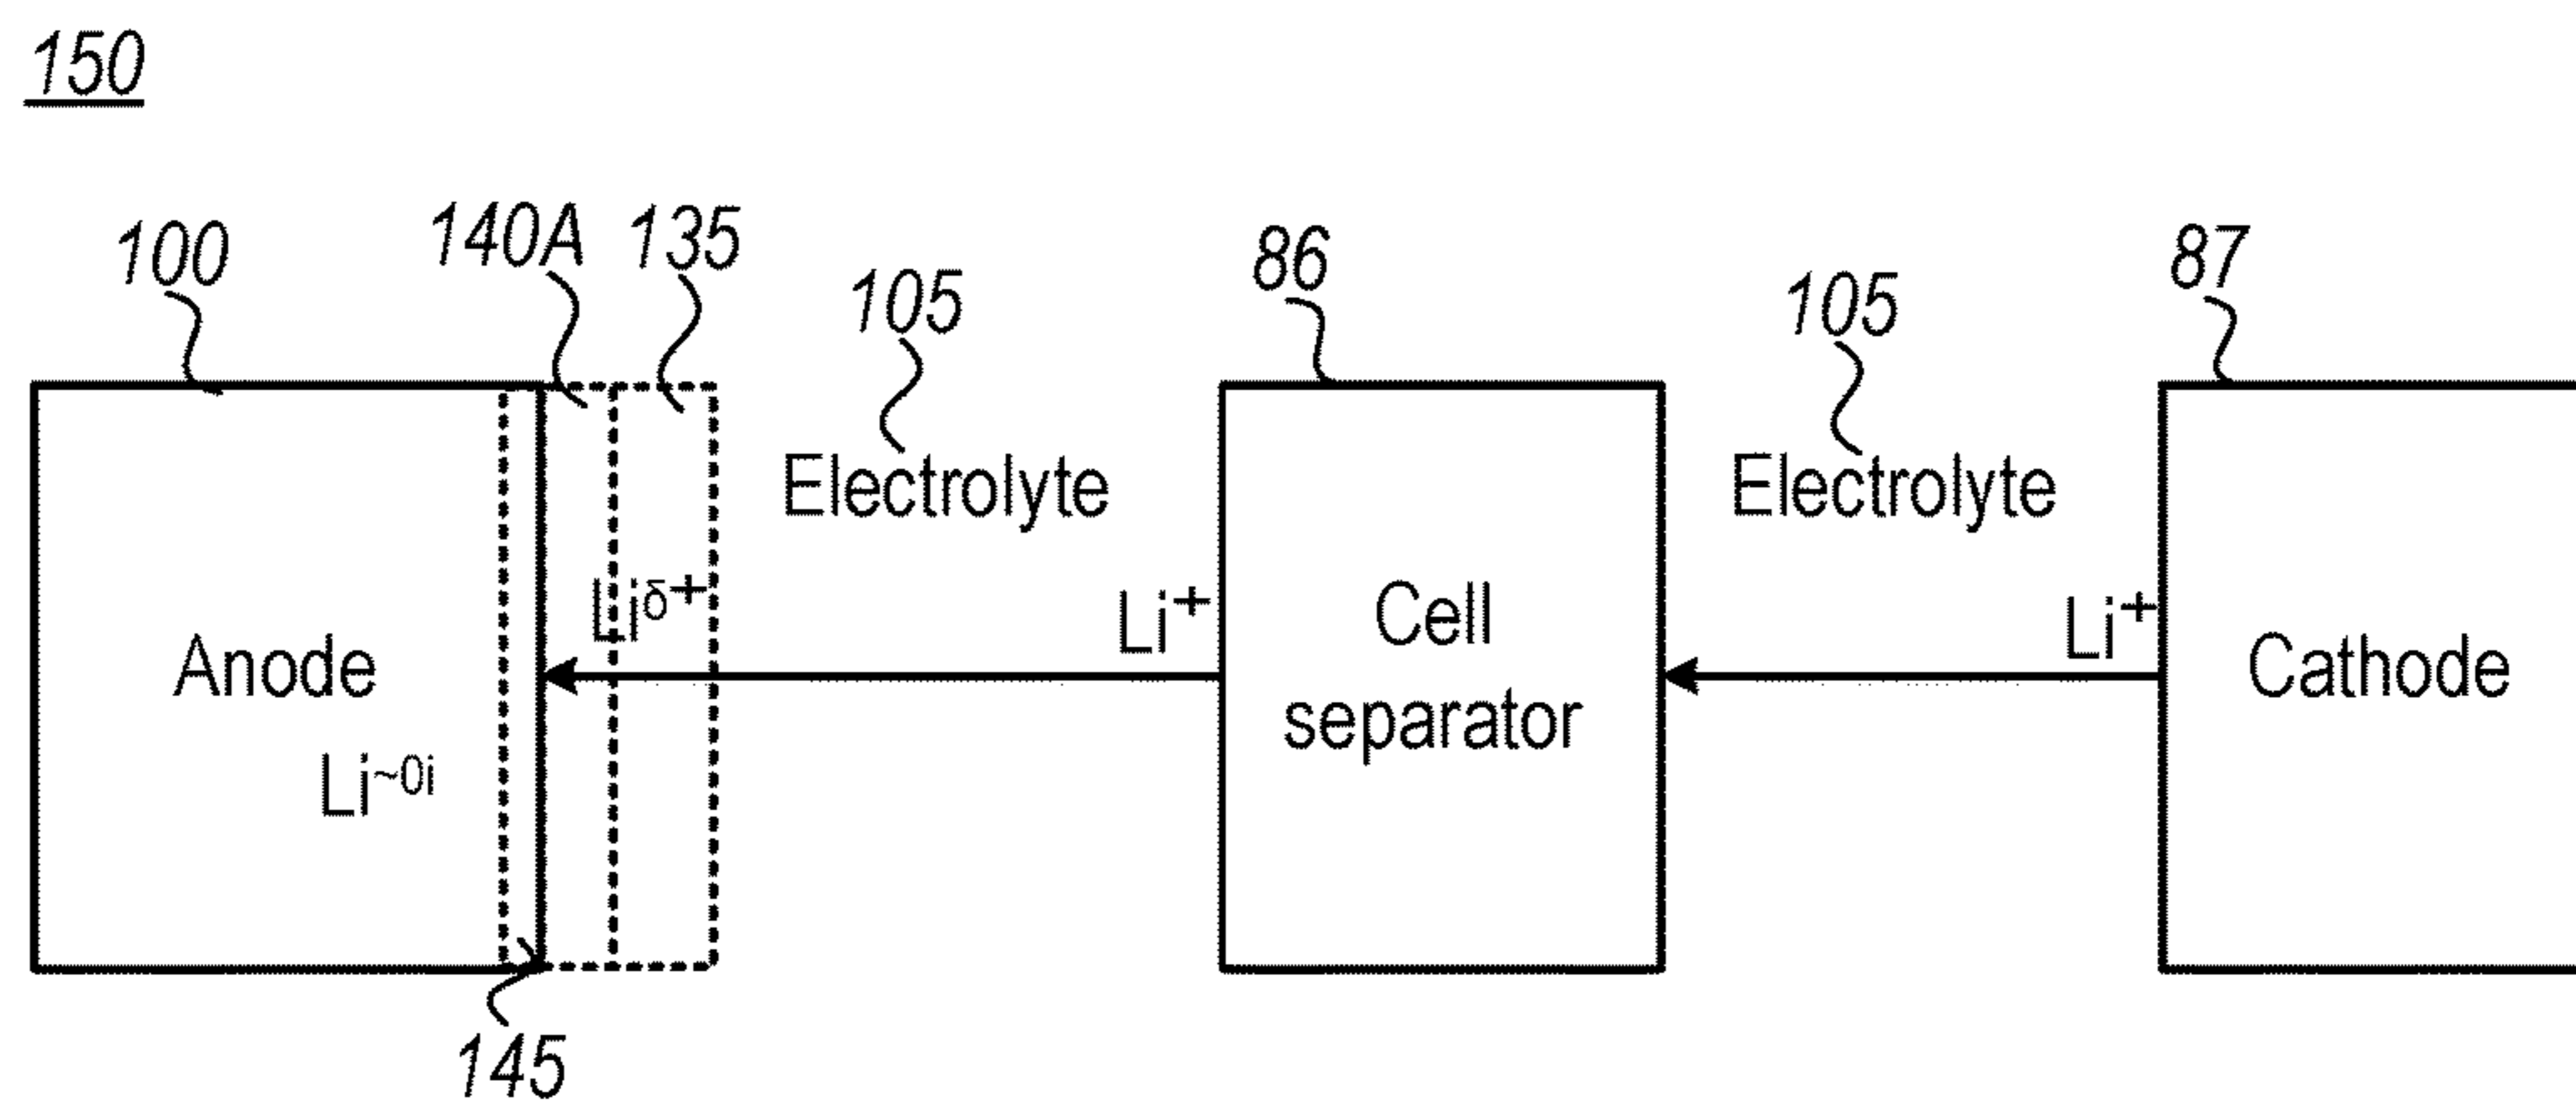 150
100
140A
135
105
86
105
87
Electrolyte
Electrolyte
Liδ+
Li+
Cell
separator
Li+
Anode
Cathode
Li~0i
145